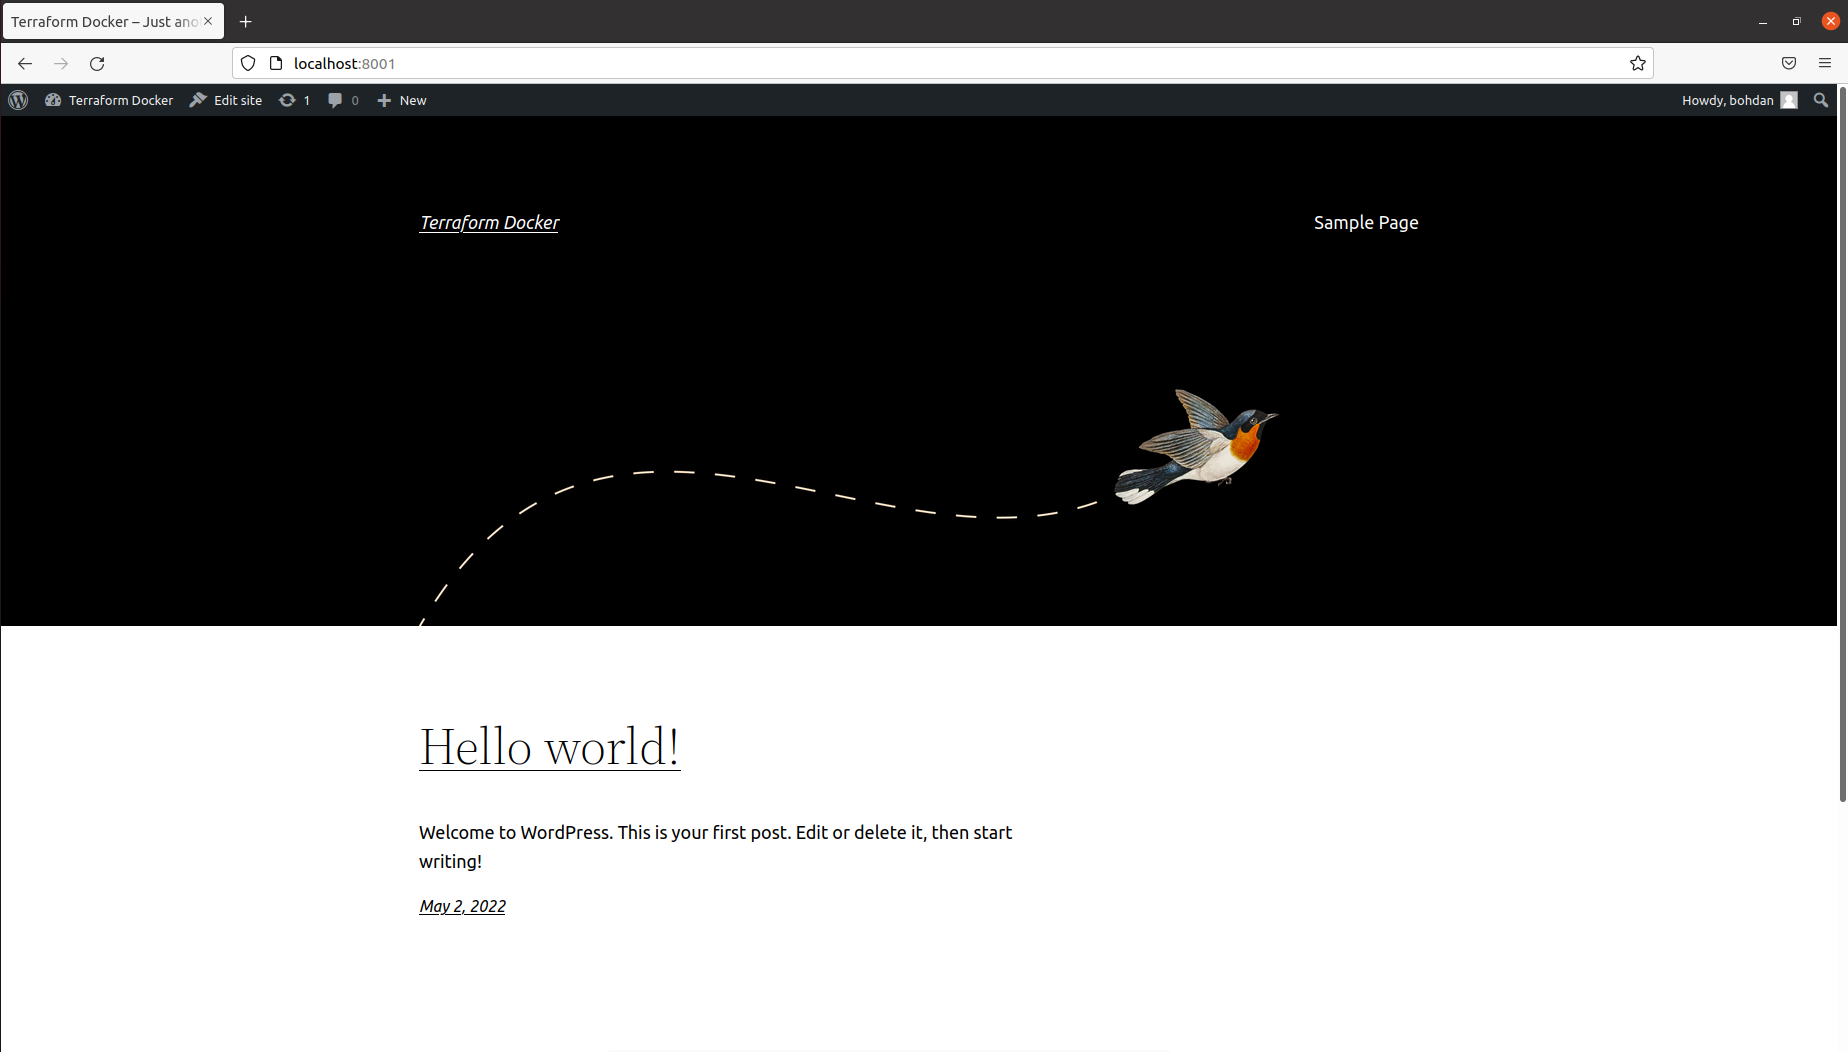 Terraform Docker – Just ano
localhost:8001
Terraform Docker Edit site 1 0 New Howdy, bohdan
Terraform Docker Sample Page
Hello world!
Welcome to WordPress. This is your first post. Edit or delete it, then start
writing!
May 2, 2022